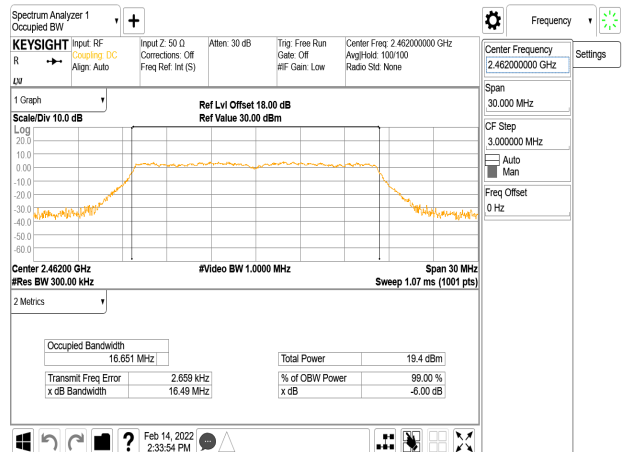 Spectrum Analyzer 1
Occupied BW
Frequency
KEYSIGHT
R
Input: RF
Coupling: DC
Align: Auto
Input Z: 50 Ω
Corrections: Off
Freq Ref: Int (S)
Atten: 30 dB
Trig: Free Run
Gate: Off
#IF Gain: Low
Center Freq: 2.462000000 GHz
Avg|Hold: 100/100
Radio Std: None
Center Frequency
2.462000000 GHz
Settings
Span
30.000 MHz
CF Step
3.000000 MHz
Auto
Man
Freq Offset
0 Hz
1 Graph
Scale/Div 10.0 dB
Ref Lvl Offset 18.00 dB
Ref Value 30.00 dBm
Log
20.0
10.0
0.00
-10.0
-20.0
-30.0
-40.0
-50.0
-60.0
Center 2.46200 GHz
#Video BW 1.0000 MHz
Span 30 MHz
#Res BW 300.00 kHz
Sweep 1.07 ms (1001 pts)
2 Metrics
Occupied Bandwidth
16.651 MHz
Total Power 19.4 dBm
Transmit Freq Error 2.659 kHz
% of OBW Power 99.00 %
x dB Bandwidth 16.49 MHz
x dB -6.00 dB
?
Feb 14, 2022
2:33:54 PM